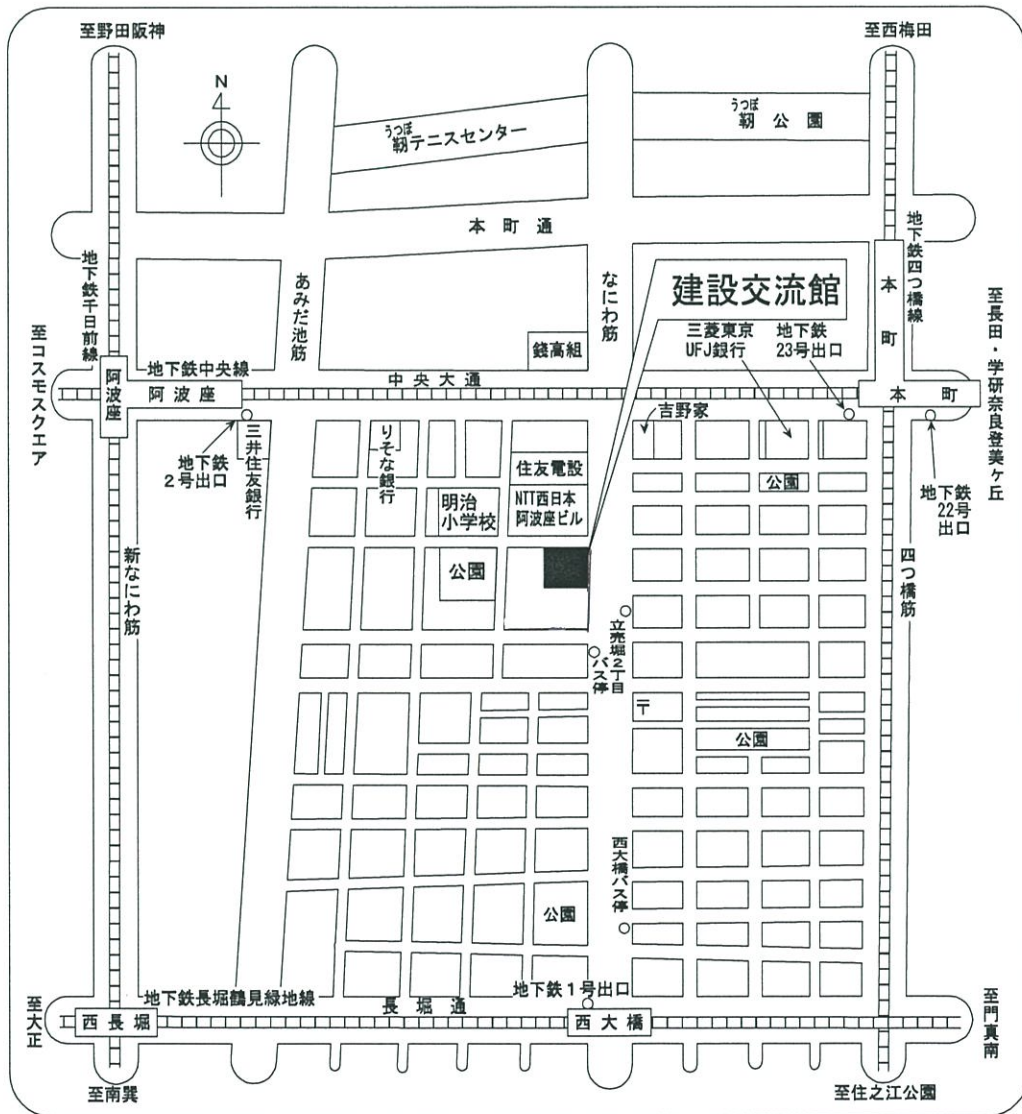 至野田阪神
至西梅田
N
うつぼ
靱テニスセンター
うつぼ
靱公園
本町通
地下鉄千日前線
あみだ池筋
なにわ筋
建設交流館
地下鉄四つ橋線
本町
至コスモスクエア
至長田・学研奈良登美ヶ丘
錢高組
三菱東京
UFJ銀行
地下鉄
23号出口
地下鉄中央線
阿波座
阿波座
中央大通
本町
吉野家
地下鉄
2号出口
三井住友銀行
りそな銀行
住友電設
明治
小学校
NTT西日本
阿波座ビル
公園
地下鉄
22号
出口
公園
新なにわ筋
四つ橋筋
立売堀2丁目
バス停
〒
公園
西大橋バス停
公園
地下鉄長堀鶴見緑地線
長堀通
地下鉄1号出口
至大正
西長堀
西大橋
至門真南
至南巽
至住之江公園